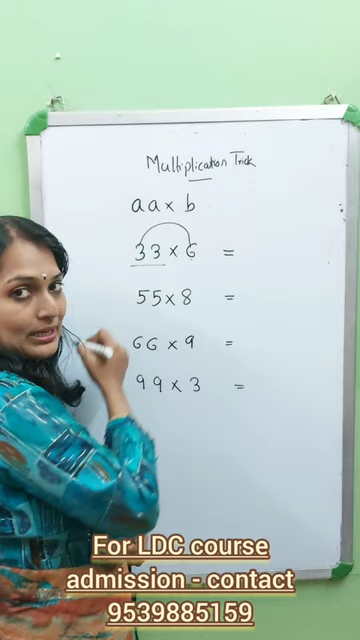 Multiplication Trick
aa × b
33 × 6 =
55 × 8 =
66 × 9 =
99 × 3 =
For LDC course
admission - contact
9539885159